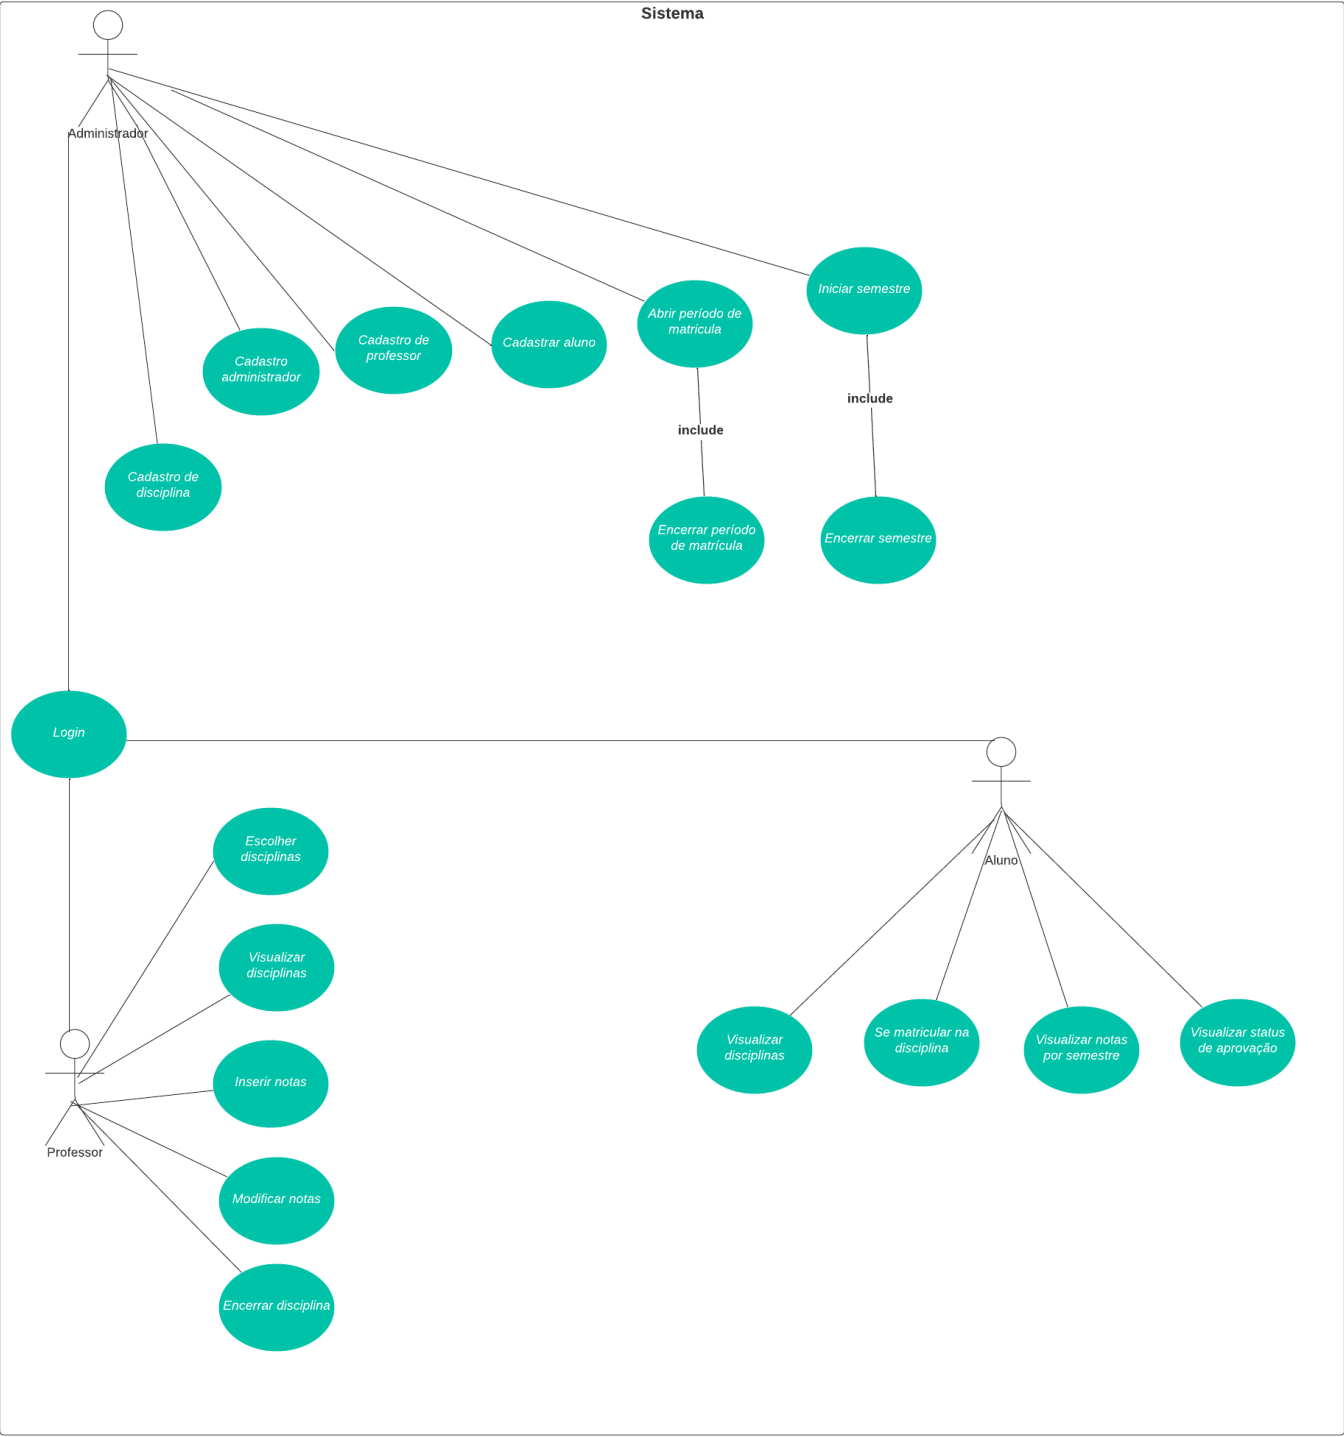 Sistema
Administrador
Iniciar semestre
Abrir período de
matricula
Cadastro de
professor
Cadastrar aluno
Cadastro
administrador
include
include
Cadastro de
disciplina
Encerrar período
de matrícula
Encerrar semestre
Login
Escolher
disciplinas
Aluno
Visualizar
disciplinas
Visualizar
disciplinas
Se matricular na
disciplina
Visualizar notas
por semestre
Visualizar status
de aprovação
Inserir notas
Professor
Modificar notas
Encerrar disciplina